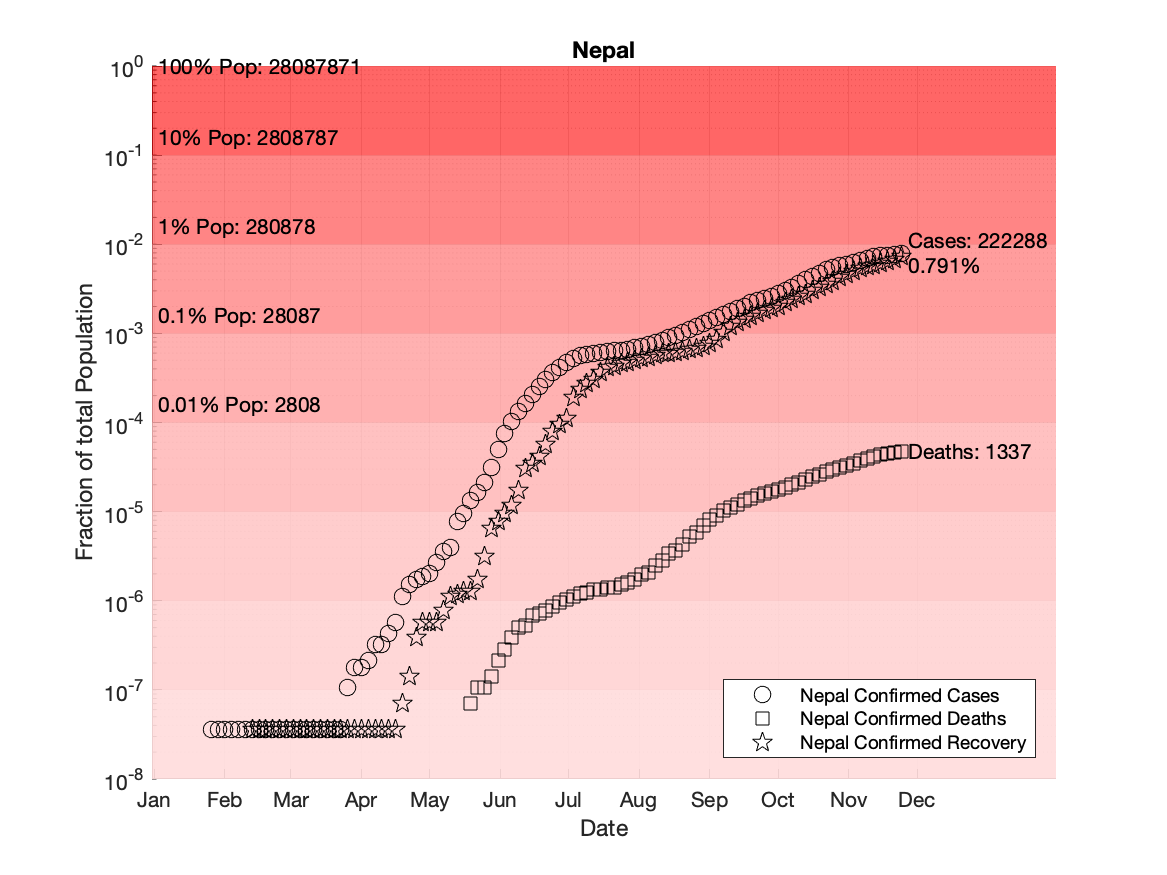 Nepal
10^0
100% Pop: 28087871
10% Pop: 2808787
10^-1
1% Pop: 280878
10^-2
Cases: 222288
0.791%
0.1% Pop: 28087
10^-3
0.01% Pop: 2808
10^-4
Deaths: 1337
10^-5
10^-6
10^-7
10^-8
Fraction of total Population
Nepal Confirmed Cases
Nepal Confirmed Deaths
Nepal Confirmed Recovery
Jan Feb Mar Apr May Jun Jul Aug Sep Oct Nov Dec
Date